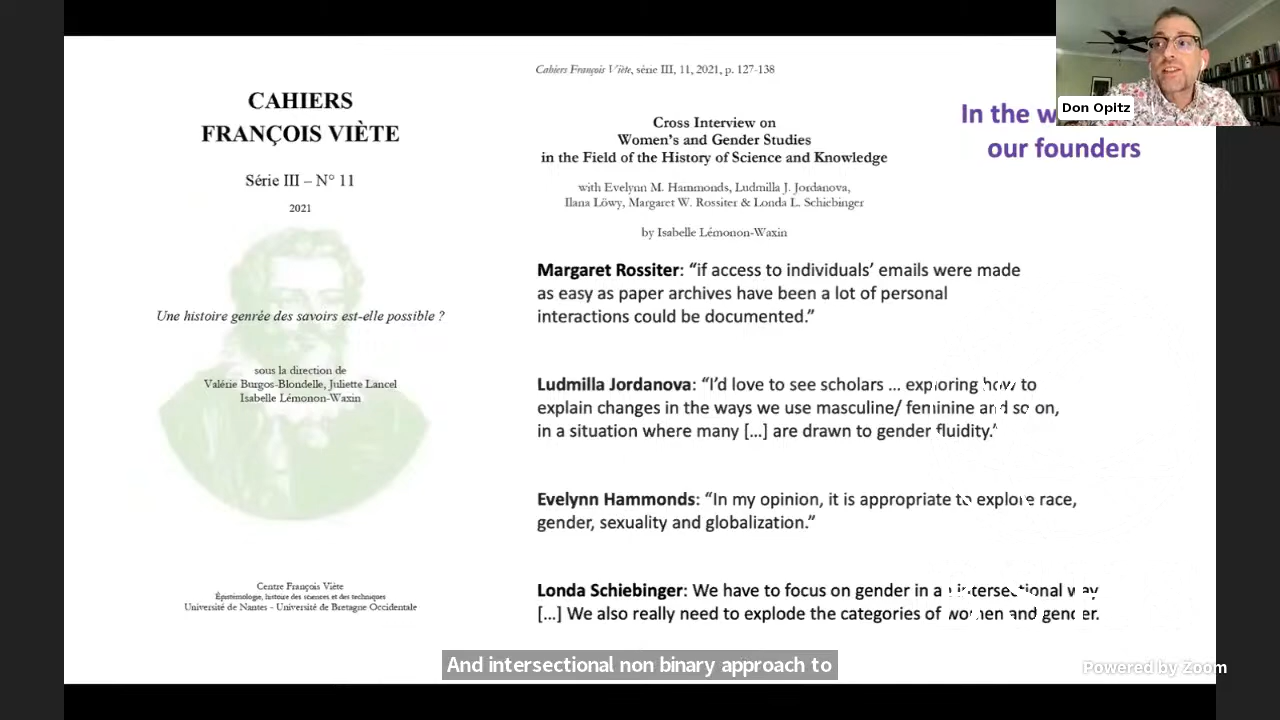 CAHIERS
FRANÇOIS VIÈTE
Série III – N° 11
2021
Une histoire genrée des savoirs est-elle possible ?
sous la direction de
Valérie Burgos-Blondelle, Juliette Lancel
Isabelle Lémonon-Waxin
Centre François Viète
Épistémologie, histoire des sciences et des techniques
Université de Nantes - Université de Bretagne Occidentale
Cahiers François Viète, série III, 11, 2021, p. 127-138
Cross Interview on
Women's and Gender Studies
in the Field of the History of Science and Knowledge
with Evelynn M. Hammonds, Ludmilla J. Jordanova,
Ilana Löwy, Margaret W. Rossiter & Londa L. Schiebinger
by Isabelle Lémonon-Waxin
In the
our founders
Margaret Rossiter: “if access to individuals’ emails were made
as easy as paper archives have been a lot of personal
interactions could be documented.”
Ludmilla Jordanova: “I’d love to see scholars ... exploring how to
explain changes in the ways we use masculine/ feminine and so on,
in a situation where many [...] are drawn to gender fluidity.’
Evelynn Hammonds: “In my opinion, it is appropriate to explore race,
gender, sexuality and globalization.”
Londa Schiebinger: We have to focus on gender in a intersectional way
[...] We also really need to explode the categories of women and gender.
Don Opitz
And intersectional non binary approach to
Powered by Zoom